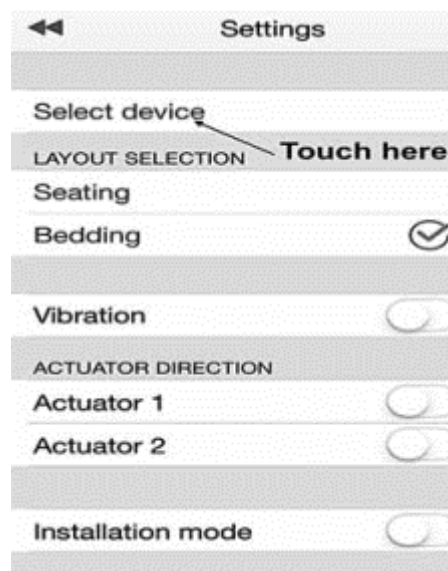 Settings
Select device
Touch here
LAYOUT SELECTION
Seating
Bedding
Vibration
ACTUATOR DIRECTION
Actuator 1
Actuator 2
Installation mode